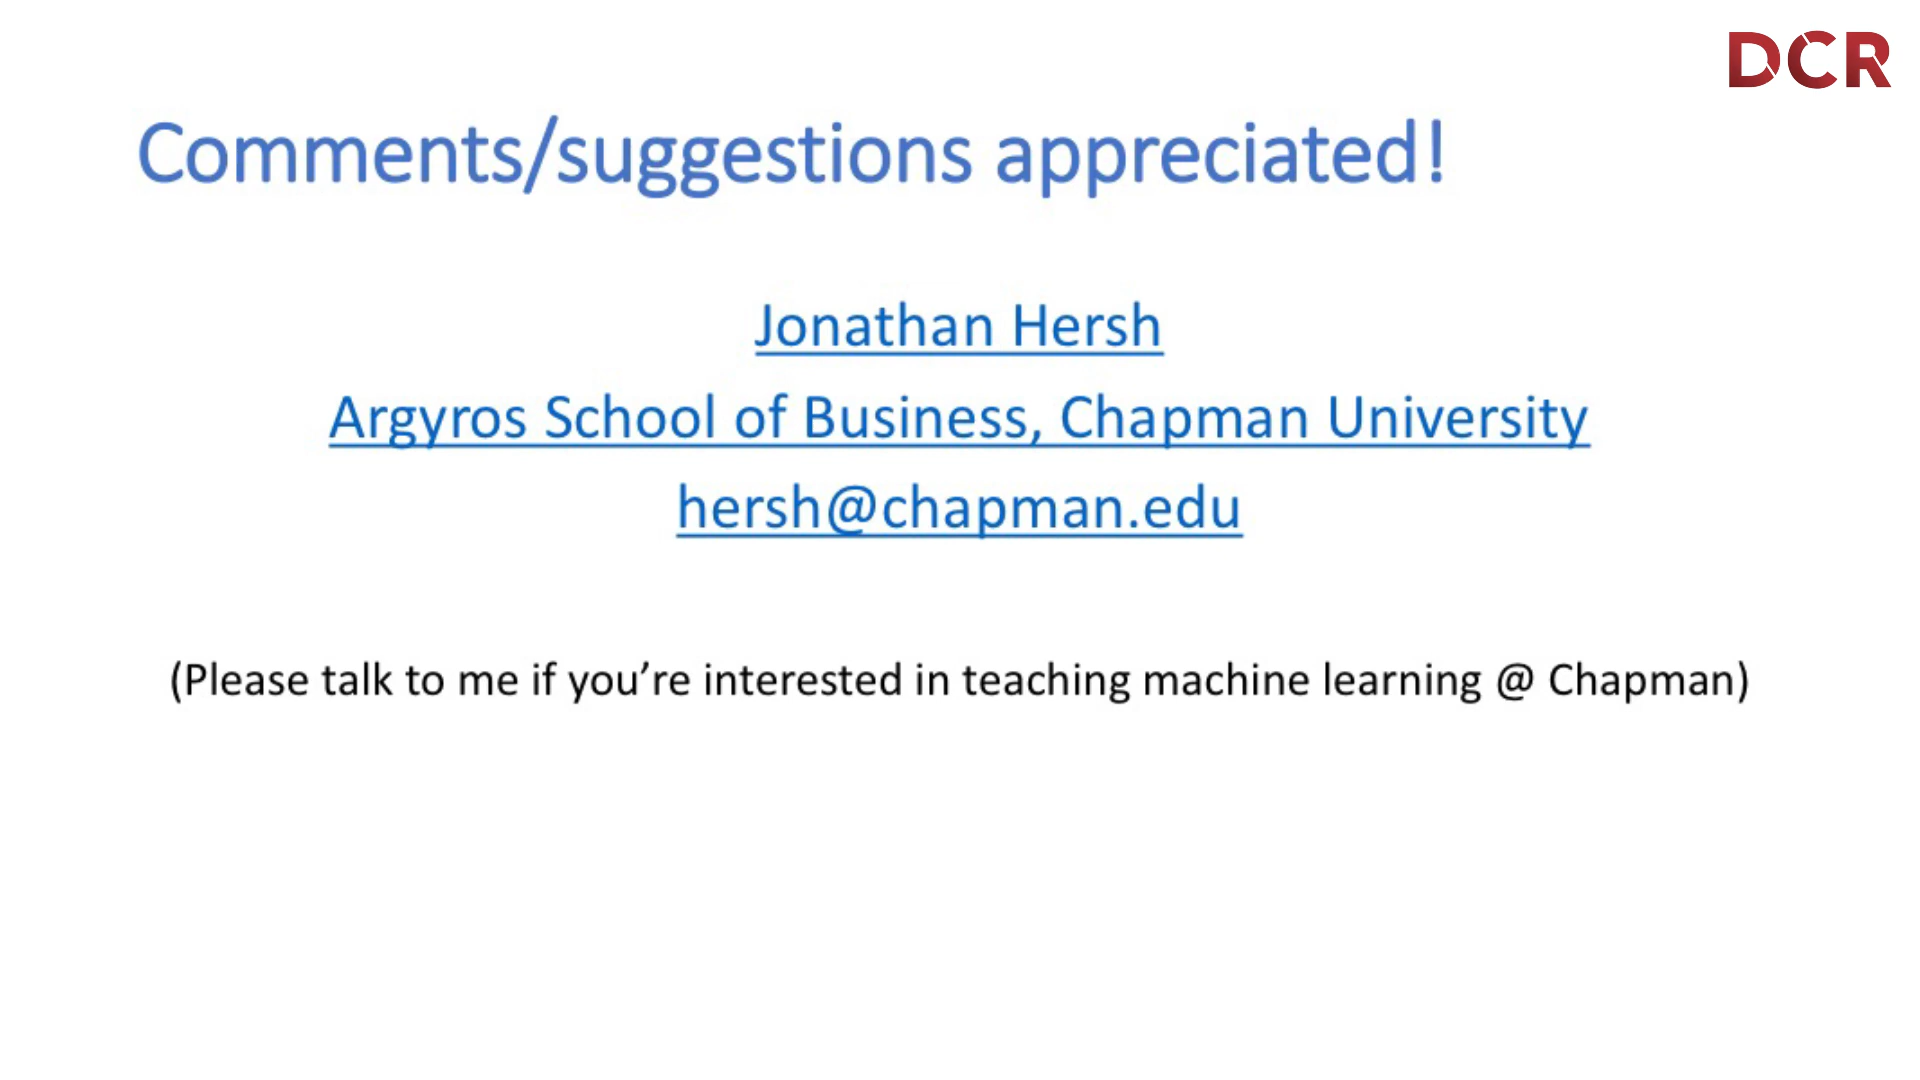 DCR
Comments/suggestions appreciated!
Jonathan Hersh
Argyros School of Business, Chapman University
hersh@chapman.edu
(Please talk to me if you’re interested in teaching machine learning @ Chapman)